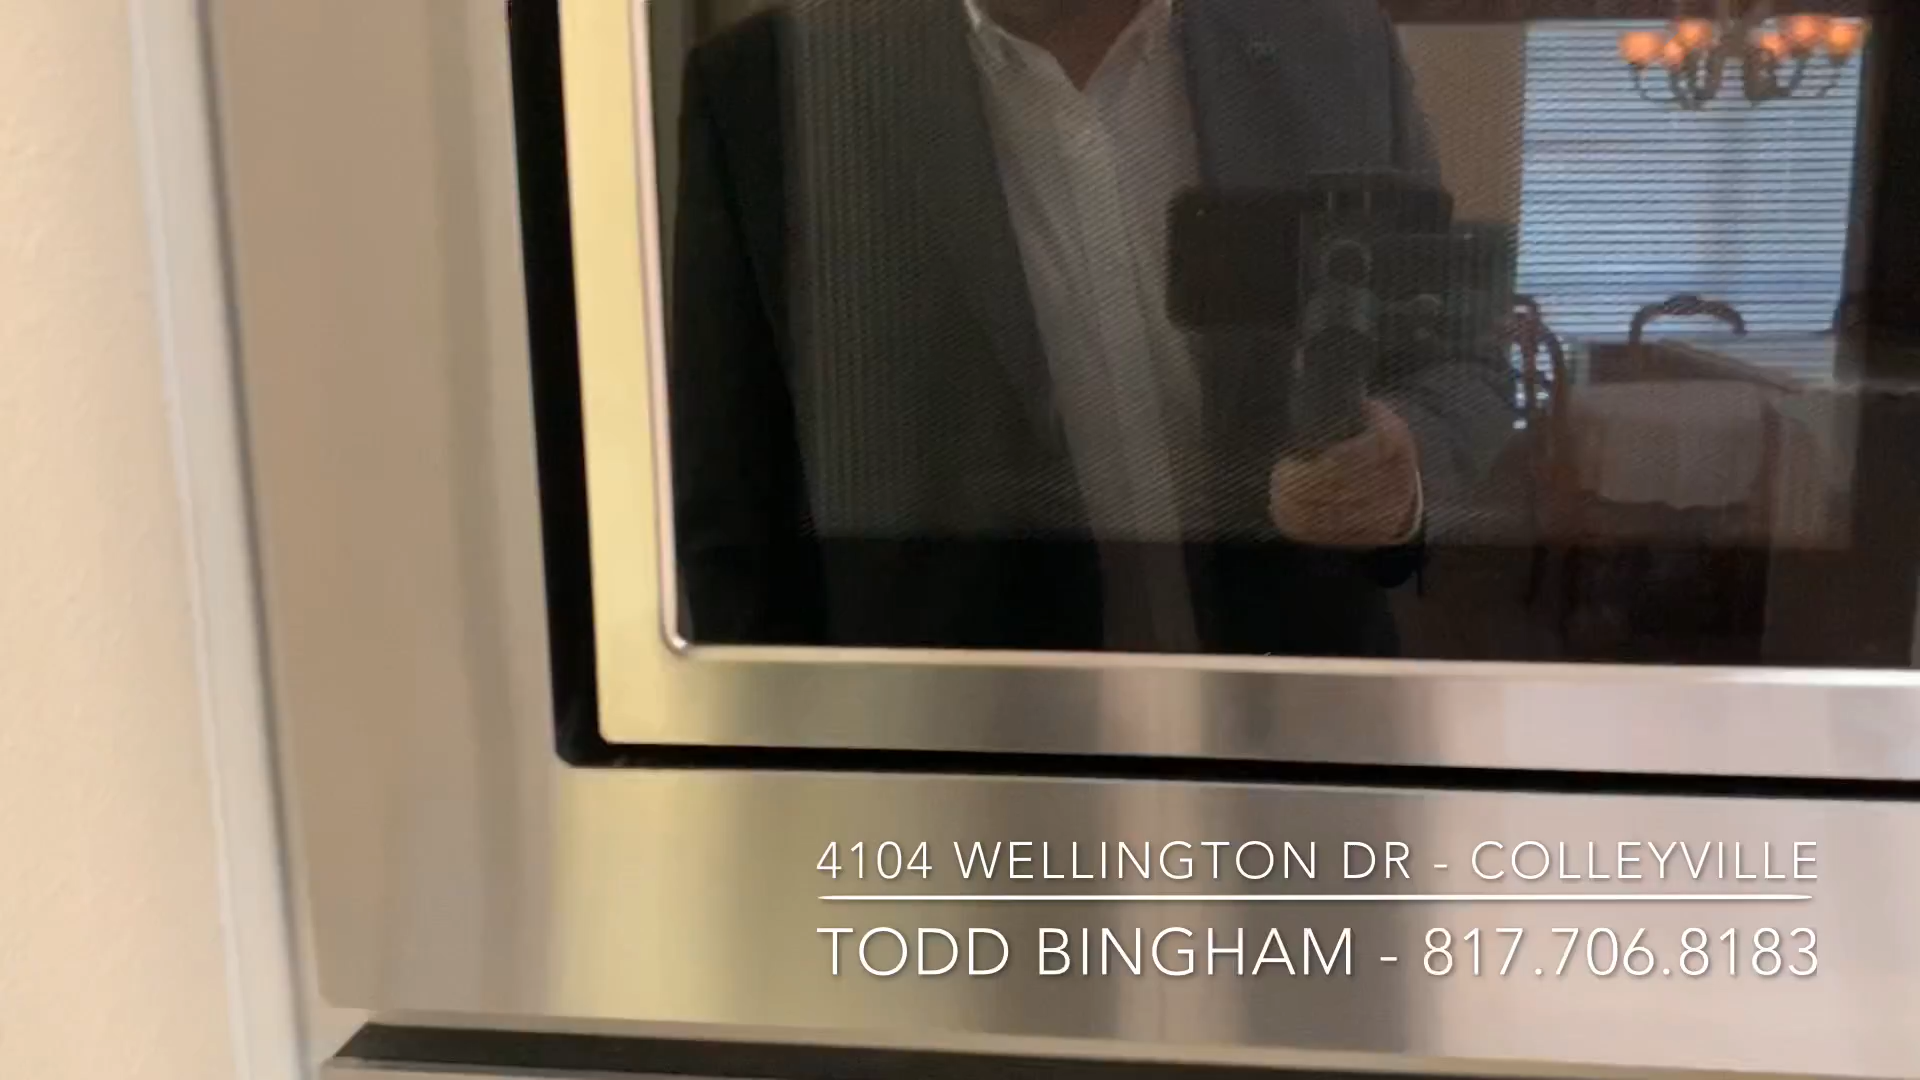 4104 WELLINGTON DR - COLLEYVILLE
TODD BINGHAM - 817.706.8183